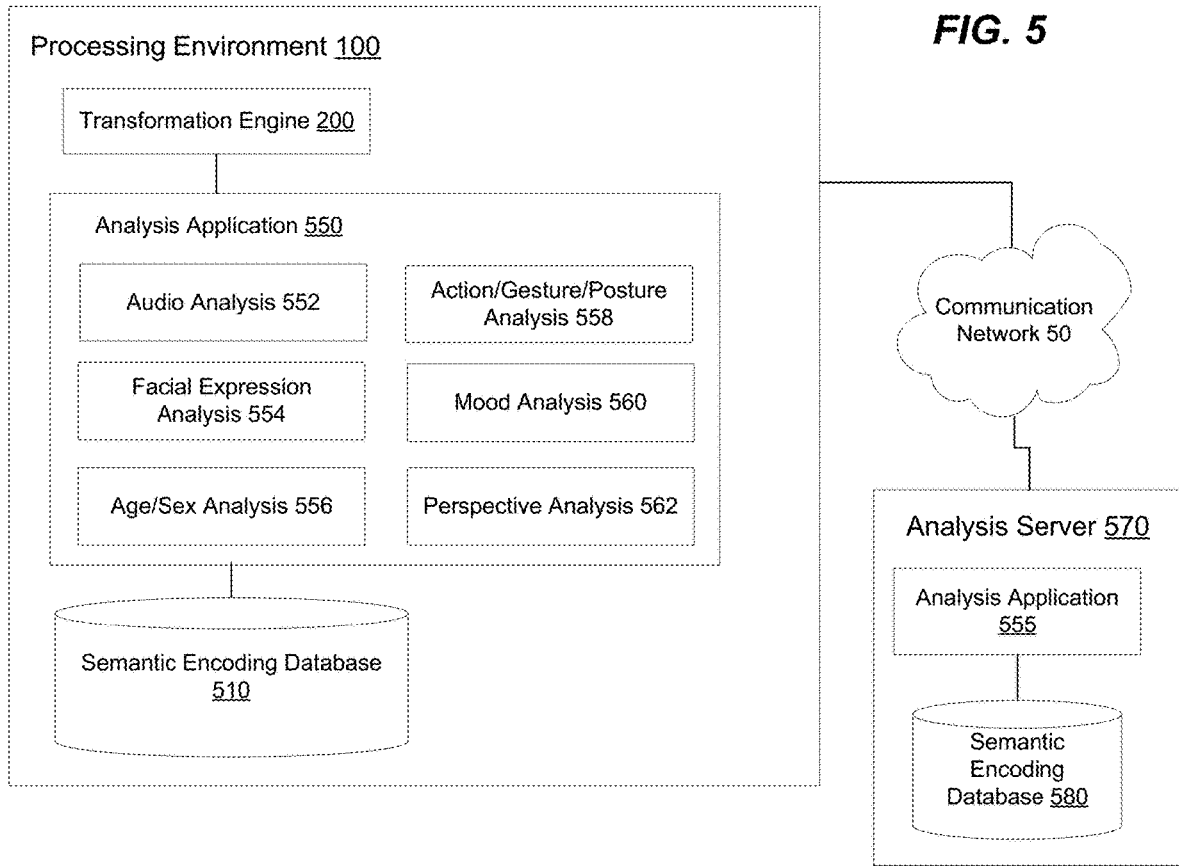 FIG. 5
Processing Environment 100
Transformation Engine 200
Analysis Application 550
Audio Analysis 552
Action/Gesture/Posture
Analysis 558
Facial Expression
Analysis 554
Mood Analysis 560
Age/Sex Analysis 556
Perspective Analysis 562
Semantic Encoding Database
510
Communication
Network 50
Analysis Server 570
Analysis Application
555
Semantic
Encoding
Database 580